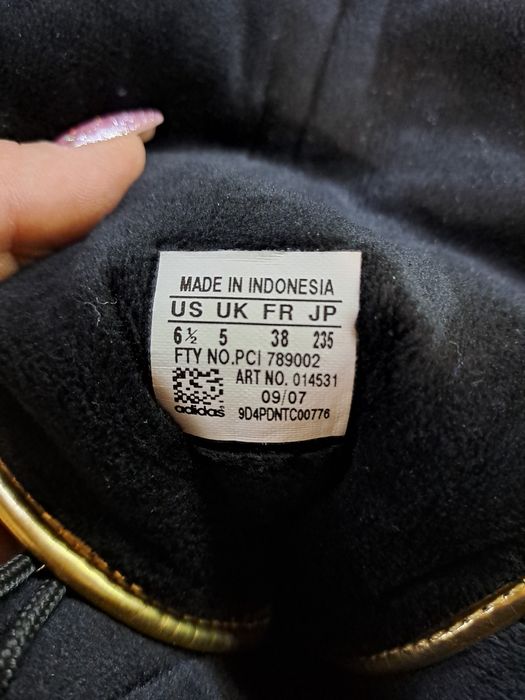 MADE IN INDONESIA
US UK FR JP
6½ 5 38 235
FTY NO.PCI 789002
ART NO. 014531
09/07
adidas 9D4PDNTC00776